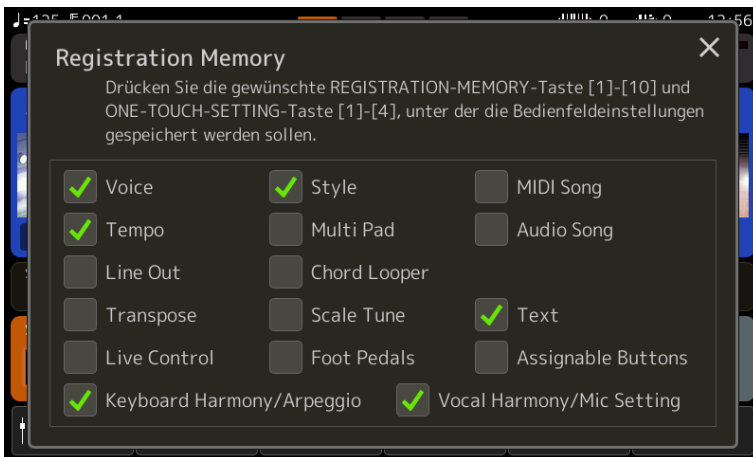 Registration Memory
Drücken Sie die gewünschte REGISTRATION-MEMORY-Taste [1]-[10] und
ONE-TOUCH-SETTING-Taste [1]-[4], unter der die Bedienfeldeinstellungen
gespeichert werden sollen.
Voice Style MIDI Song
Tempo Multi Pad Audio Song
Line Out Chord Looper
Transpose Scale Tune Text
Live Control Foot Pedals Assignable Buttons
Keyboard Harmony/Arpeggio Vocal Harmony/Mic Setting